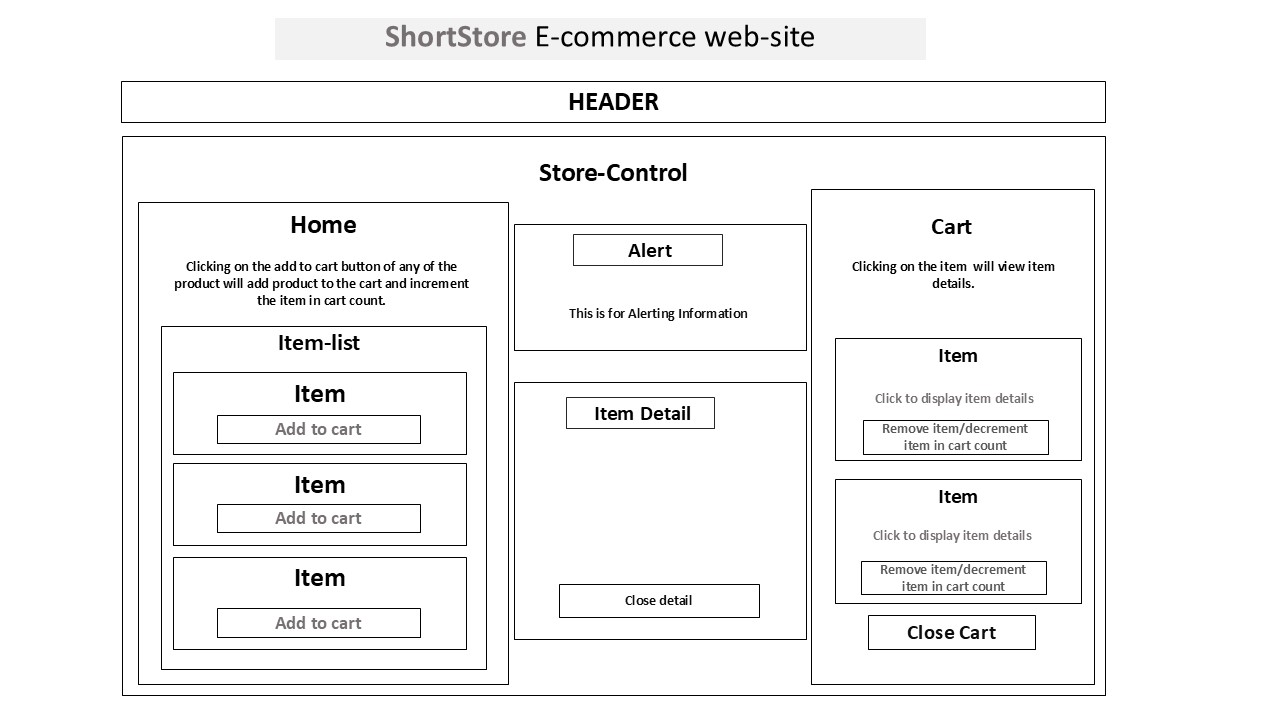 ShortStore E-commerce web-site
HEADER
Store-Control
Home
Clicking on the add to cart button of any of the
product will add product to the cart and increment
the item in cart count.
Item-list
Item
Add to cart
Item
Add to cart
Item
Add to cart
Alert
This is for Alerting Information
Item Detail
Close detail
Cart
Clicking on the item will view item
details.
Item
Click to display item details
Remove item/decrement
item in cart count
Item
Click to display item details
Remove item/decrement
item in cart count
Close Cart